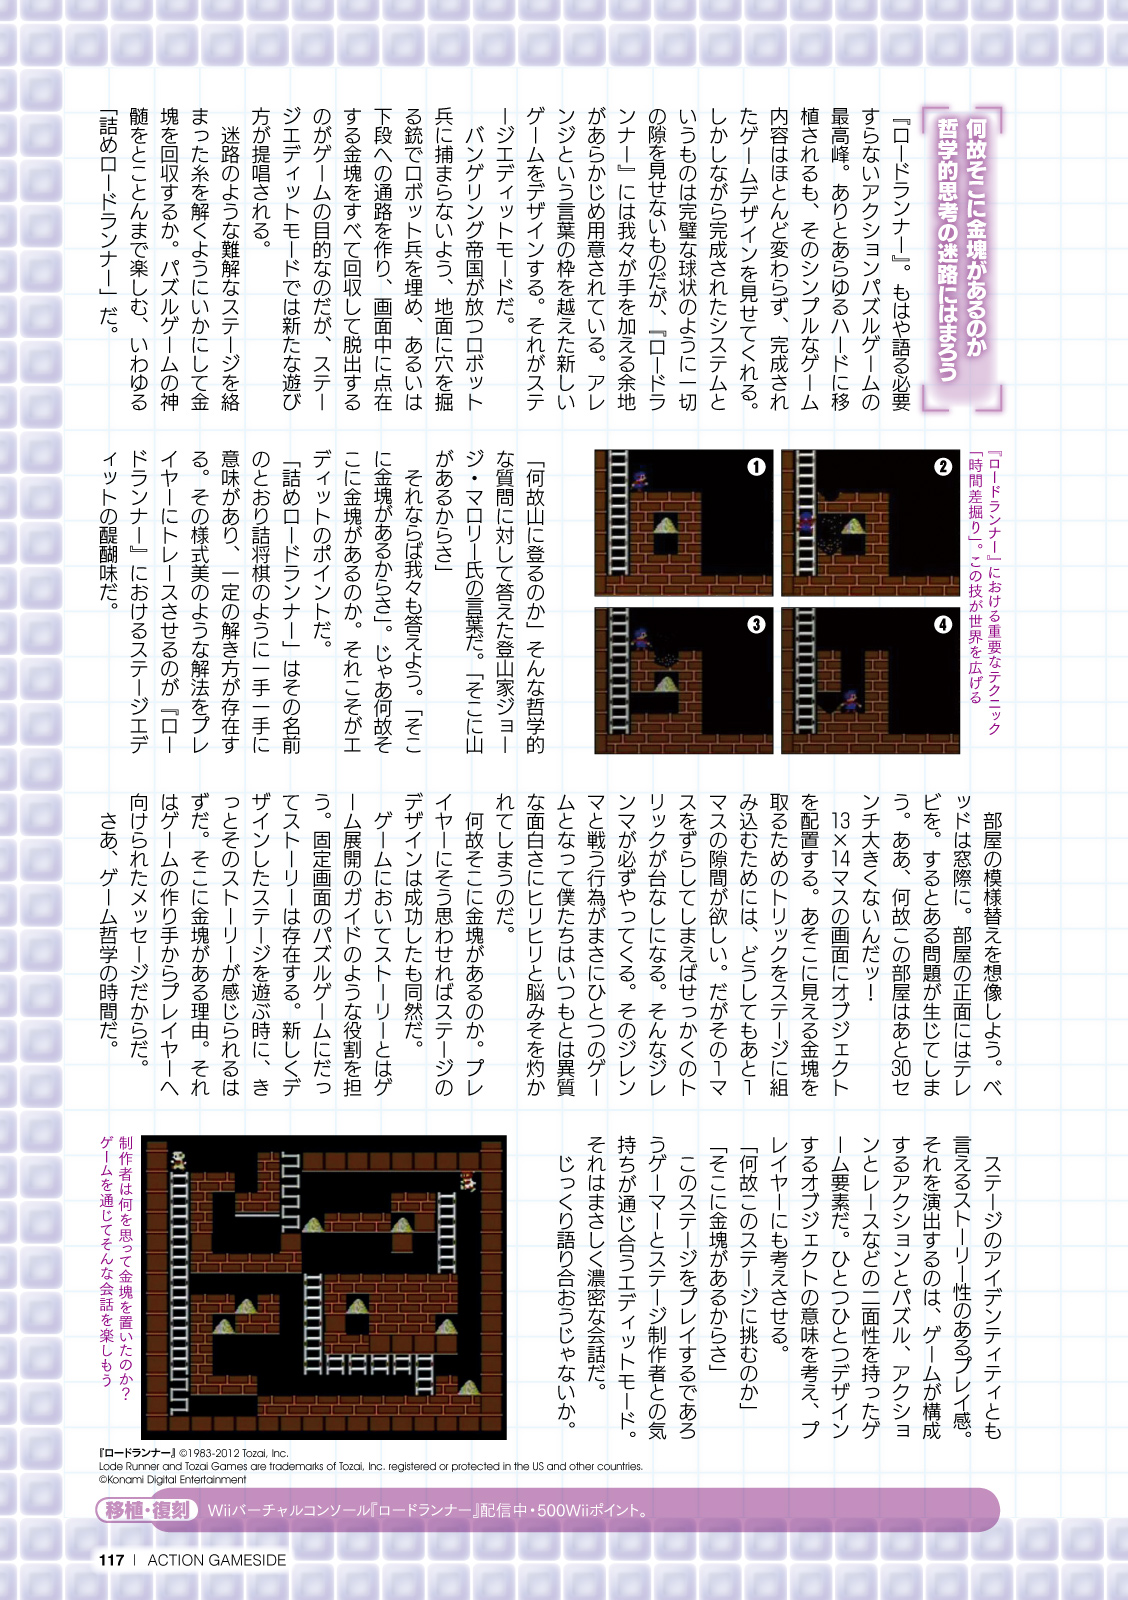 何故そこに金塊があるのか
哲学的思考の迷路にはまろう
『ロードランナー』。もはや語る必要
すらないアクションパズルゲームの
最高峰。ありとあらゆるハードに移
植されるも、そのシンプルなゲーム
内容はほとんど変わらず、完成され
たゲームデザインを見せてくれる。
しかしながら完成されたシステムと
いうものは完璧な球状のように一切
の隙を見せないものだが、『ロードラ
ンナー』には我々が手を加える余地
があらかじめ用意されている。アレ
ンジという言葉の枠を越えた新しい
ゲームをデザインする。それがステ
ージエディットモードだ。
バンゲリング帝国が放つロボット
兵に捕まらないよう、地面に穴を掘
る銃でロボット兵を埋め、あるいは
下段への通路を作り、画面中に点在
する金塊をすべて回収して脱出する
のがゲームの目的なのだが、ステー
ジエディットモードでは新たな遊び
方が提唱される。
迷路のような難解なステージを絡
まった糸を解くようにいかにして金
塊を回収するか。パズルゲームの神
髄をとことんまで楽しむ、いわゆる
「詰めロードランナー」だ。
『ロードランナー』における重要なテクニック
「時間差掘り」。この技が世界を広げる
1
2
3
4
「何故山に登るのか」そんな哲学的
な質問に対して答えた登山家ジョー
ジ・マロリー氏の言葉だ。「そこに山
があるからさ」
それならば我々も答えよう。「そこ
に金塊があるからさ」。じゃあ何故そ
こに金塊があるのか。それこそがエ
ディットのポイントだ。
「詰めロードランナー」はその名前
のとおり詰将棋のように一手一手に
意味があり、一定の解き方が存在す
る。その様式美のような解法をプレ
イヤーにトレースさせるのが『ロー
ドランナー』におけるステージエデ
ィットの醍醐味だ。
部屋の模様替えを想像しよう。ベ
ッドは窓際に。部屋の正面にはテレ
ビを。するとある問題が生じてしま
う。ああ、何故この部屋はあと30セ
ンチ大きくないんだッ!
13×14マスの画面にオブジェクト
を配置する。あそこに見える金塊を
取るためのトリックをステージに組
み込むためには、どうしてもあと1
マスの隙間が欲しい。だがその1マ
スをずらしてしまえばせっかくのト
リックが台なしになる。そんなジレ
ンマが必ずやってくる。そのジレン
マと戦う行為がまさにひとつのゲー
ムとなって僕たちはいつもとは異質
な面白さにヒリヒリと脳みそを灼か
れてしまうのだ。
何故そこに金塊があるのか。プレ
イヤーにそう思わせればステージの
デザインは成功したも同然だ。
ゲームにおいてストーリーとはゲ
ーム展開のガイドのような役割を担
う。固定画面のパズルゲームにだっ
てストーリーは存在する。新しくデ
ザインしたステージを遊ぶ時に、き
っとそのストーリーが感じられるは
ずだ。そこに金塊がある理由。それ
はゲームの作り手からプレイヤーへ
向けられたメッセージだからだ。
さあ、ゲーム哲学の時間だ。
ステージのアイデンティティとも
言えるストーリー性のあるプレイ感。
それを演出するのは、ゲームが構成
するアクションとパズル、アクショ
ンとレースなどの二面性を持ったゲ
ーム要素だ。ひとつひとつデザイン
するオブジェクトの意味を考え、プ
レイヤーにも考えさせる。
「何故このステージに挑むのか」
「そこに金塊があるからさ」
このステージをプレイするであろ
うゲーマーとステージ制作者との気
持ちが通じ合うエディットモード。
それはまさしく濃密な会話だ。
じっくり語り合おうじゃないか。
制作者は何を思って金塊を置いたのか?
ゲームを通じてそんな会話を楽しもう
『ロードランナー』©1983-2012 Tozai, Inc.
Lode Runner and Tozai Games are trademarks of Tozai, Inc. registered or protected in the US and other countries.
©Konami Digital Entertainment
移植・復刻 Wiiバーチャルコンソール『ロードランナー』配信中・500Wiiポイント。
117 | ACTION GAMESIDE